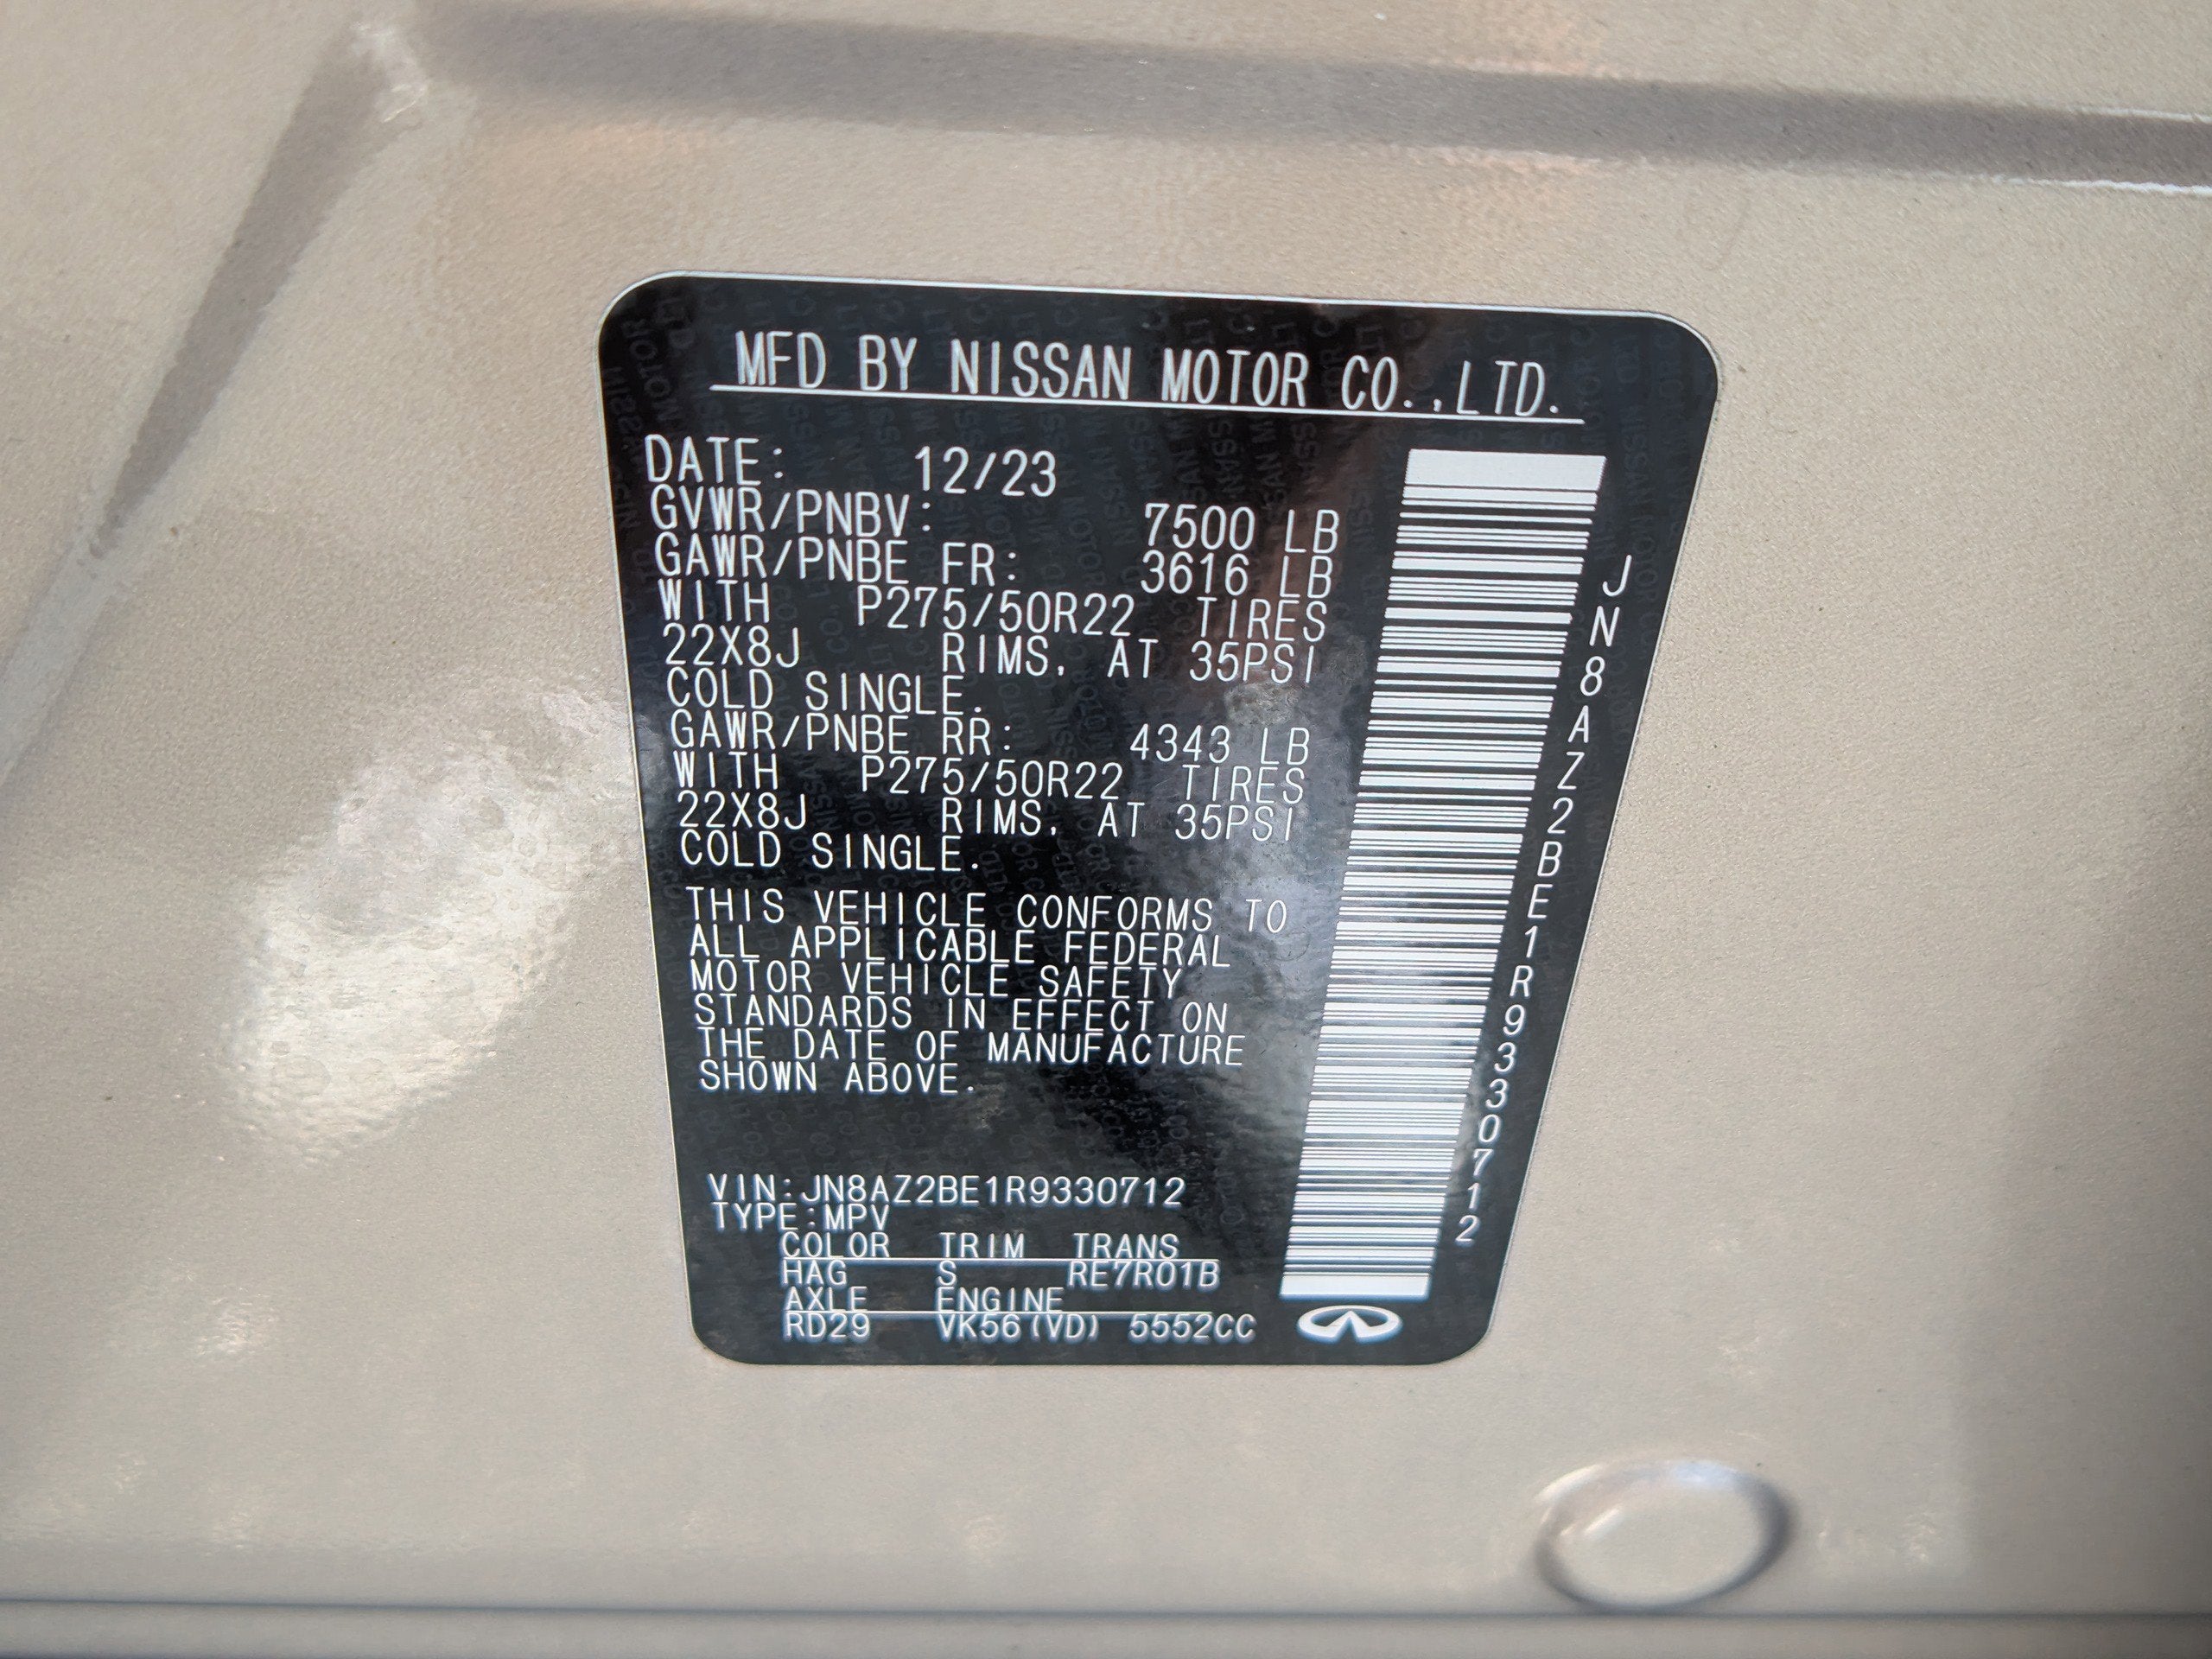 MFD BY NISSAN MOTOR CO.,LTD.
DATE: 12/23
GVWR/PNBV: 7500 LB
GAWR/PNBE FR: 3616 LB
WITH P275/50R22 TIRES
22X8J RIMS, AT 35PSI
COLD SINGLE.
GAWR/PNBE RR: 4343 LB
WITH P275/50R22 TIRES
22X8J RIMS, AT 35PSI
COLD SINGLE.
THIS VEHICLE CONFORMS TO
ALL APPLICABLE FEDERAL
MOTOR VEHICLE SAFETY
STANDARDS IN EFFECT ON
THE DATE OF MANUFACTURE
SHOWN ABOVE.
VIN:JN8AZ2BE1R9330712
TYPE:MPV
COLOR TRIM TRANS
HAG S RE7R01B
AXLE ENGINE
RD29 VK56(VD) 5552CC
JN8AZ2BE1R9330712